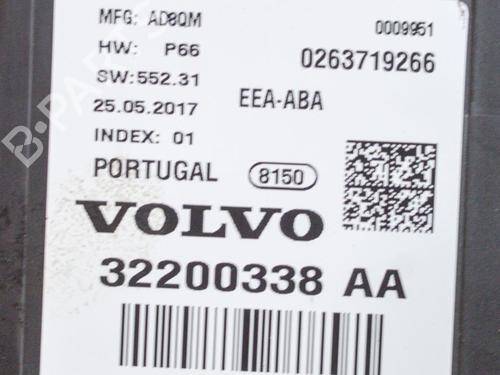 MFG: AD8QM 0009951
HW: P66 0263719266
SW:552.31
25.05.2017 EEA-ABA
INDEX: 01
PORTUGAL 8150
VOLVO
32200338 AA
B-PARTS